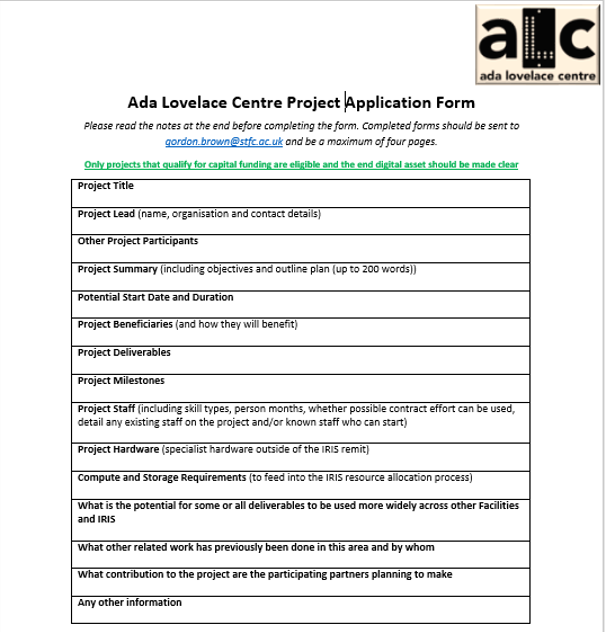 aLc
ada lovelace centre
Ada Lovelace Centre Project Application Form
Please read the notes at the end before completing the form. Completed forms should be sent to
gordon.brown@stfc.ac.uk and be a maximum of four pages.
Only projects that qualify for capital funding are eligible and the end digital asset should be made clear
Project Title
Project Lead (name, organisation and contact details)
Other Project Participants
Project Summary (including objectives and outline plan (up to 200 words))
Potential Start Date and Duration
Project Beneficiaries (and how they will benefit)
Project Deliverables
Project Milestones
Project Staff (including skill types, person months, whether possible contract effort can be used,
detail any existing staff on the project and/or known staff who can start)
Project Hardware (specialist hardware outside of the IRIS remit)
Compute and Storage Requirements (to feed into the IRIS resource allocation process)
What is the potential for some or all deliverables to be used more widely across other Facilities
and IRIS
What other related work has previously been done in this area and by whom
What contribution to the project are the participating partners planning to make
Any other information